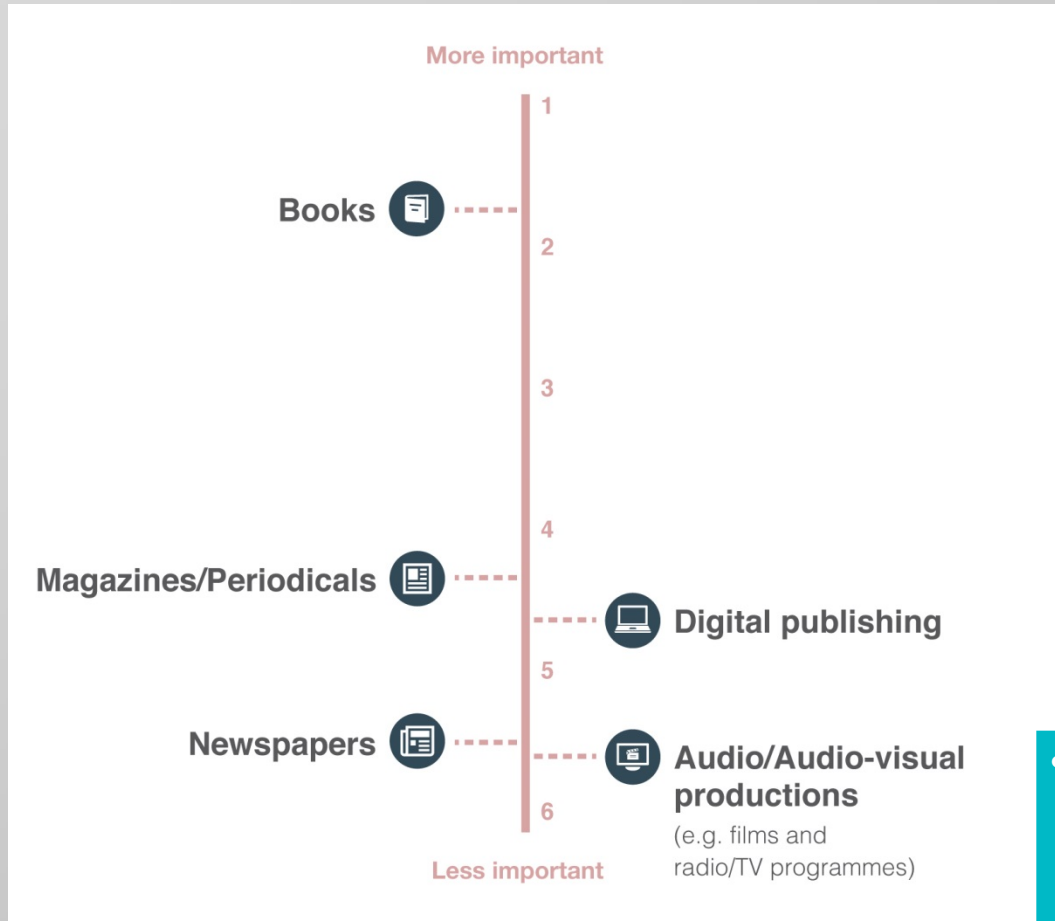 More important
1
Books
2
3
4
Magazines/Periodicals
Digital publishing
5
Newspapers
Audio/Audio-visual
productions
(e.g. films and
radio/TV programmes)
6
Less important